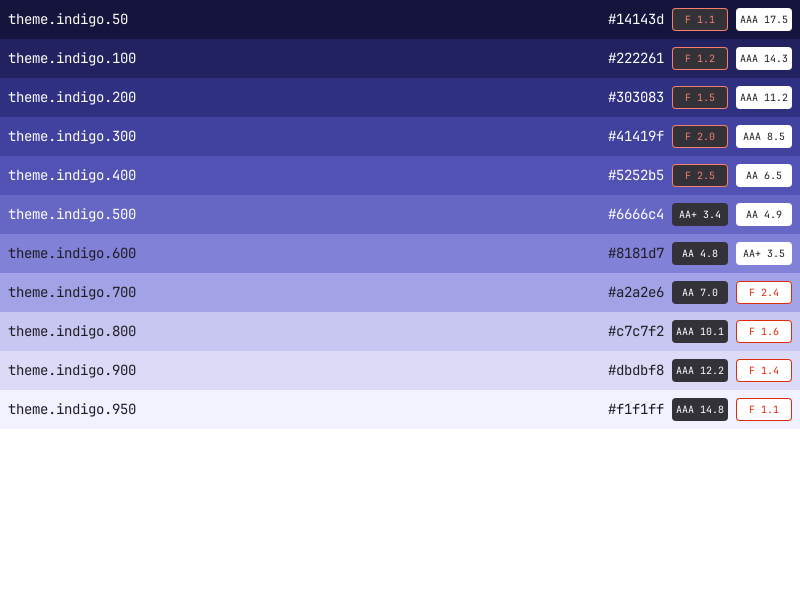 theme.indigo.50 #14143d F 1.1 AAA 17.5
theme.indigo.100 #222261 F 1.2 AAA 14.3
theme.indigo.200 #303083 F 1.5 AAA 11.2
theme.indigo.300 #41419f F 2.0 AAA 8.5
theme.indigo.400 #5252b5 F 2.5 AA 6.5
theme.indigo.500 #6666c4 AA+ 3.4 AA 4.9
theme.indigo.600 #8181d7 AA 4.8 AA+ 3.5
theme.indigo.700 #a2a2e6 AA 7.0 F 2.4
theme.indigo.800 #c7c7f2 AAA 10.1 F 1.6
theme.indigo.900 #dbdbf8 AAA 12.2 F 1.4
theme.indigo.950 #f1f1ff AAA 14.8 F 1.1